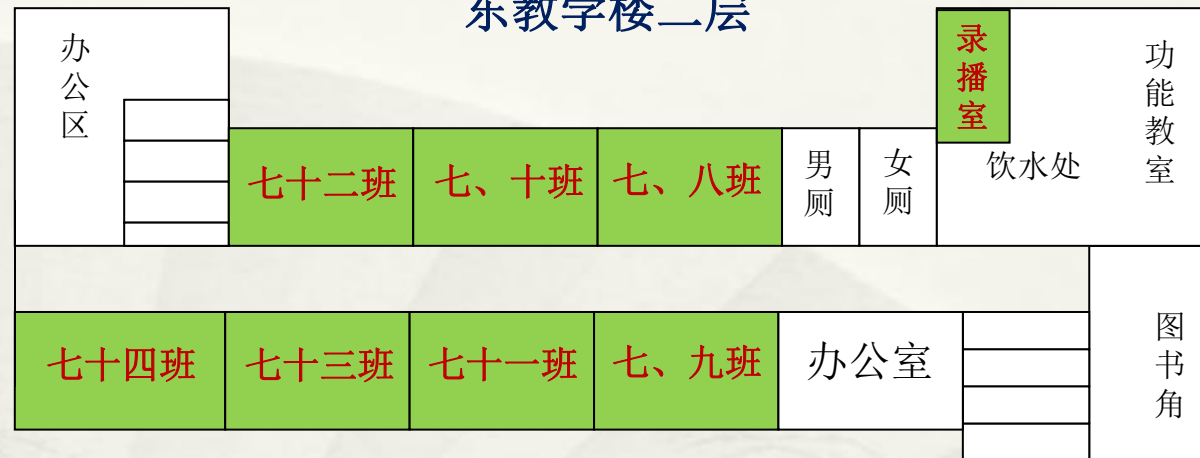 东教学楼二层
办公区
七十二班
七、十班
七、八班
男厕
女厕
录播室
饮水处
功能教室
七十四班
七十三班
七十一班
七、九班
办公室
图书角